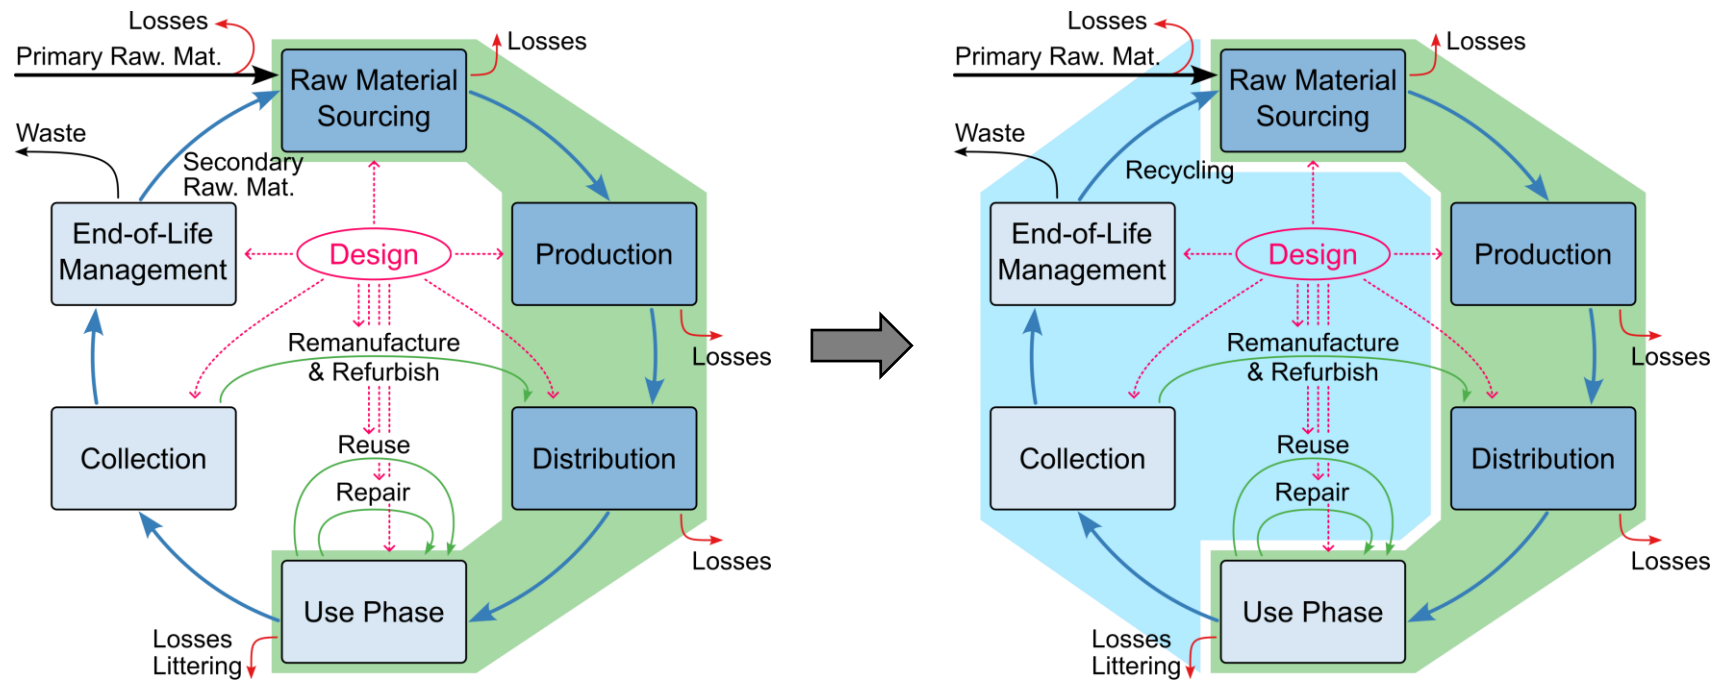 Losses
Primary Raw. Mat.
Losses
Raw Material
Sourcing
Waste
Secondary
Raw. Mat.
End-of-Life
Management
Design
Production
Remanufacture
& Refurbish
Losses
Collection
Reuse
Repair
Distribution
Losses
Use Phase
Losses
Littering
Losses
Primary Raw. Mat.
Losses
Raw Material
Sourcing
Waste
Recycling
End-of-Life
Management
Design
Production
Remanufacture
& Refurbish
Losses
Collection
Reuse
Repair
Distribution
Losses
Use Phase
Losses
Littering